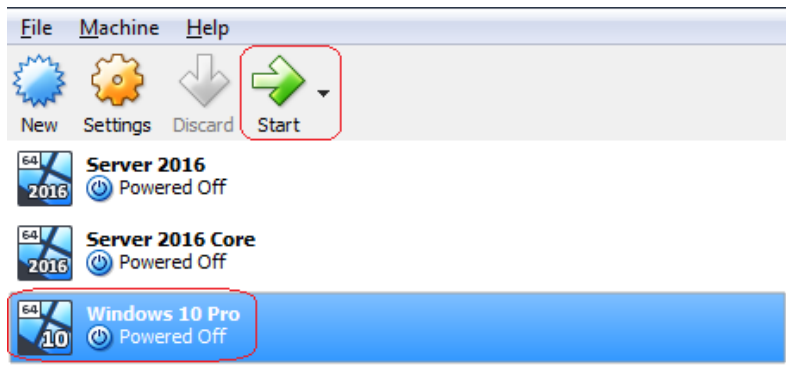 File Machine Help
New Settings Discard Start
64
2016
Server 2016
Powered Off
64
2016
Server 2016 Core
Powered Off
64
10
Windows 10 Pro
Powered Off